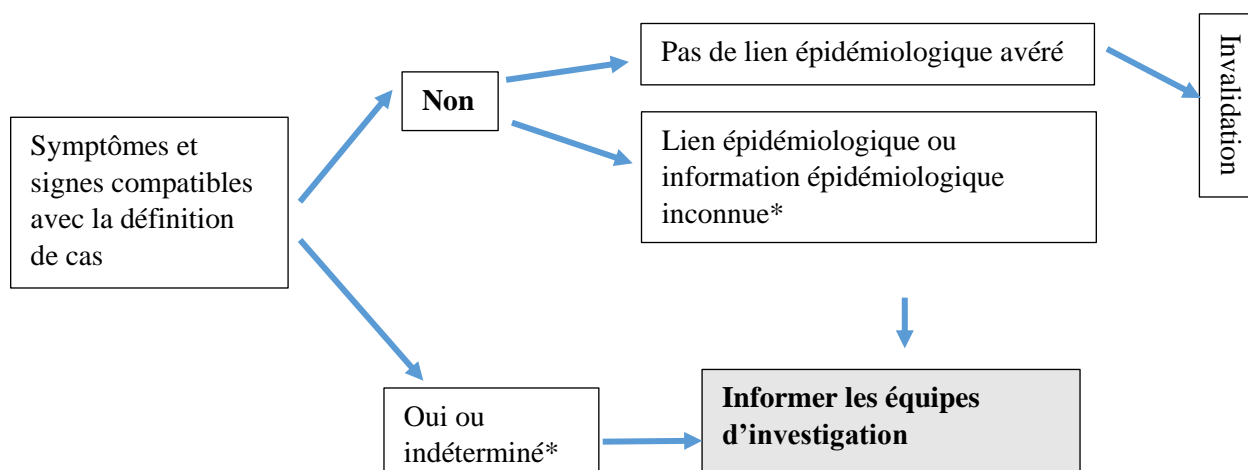 Symptômes et
signes compatibles
avec la définition
de cas
Non
Pas de lien épidémiologique avéré
Lien épidémiologique ou
information épidémiologique
inconnue*
Invalidation
Oui ou
indéterminé*
Informer les équipes
d’investigation